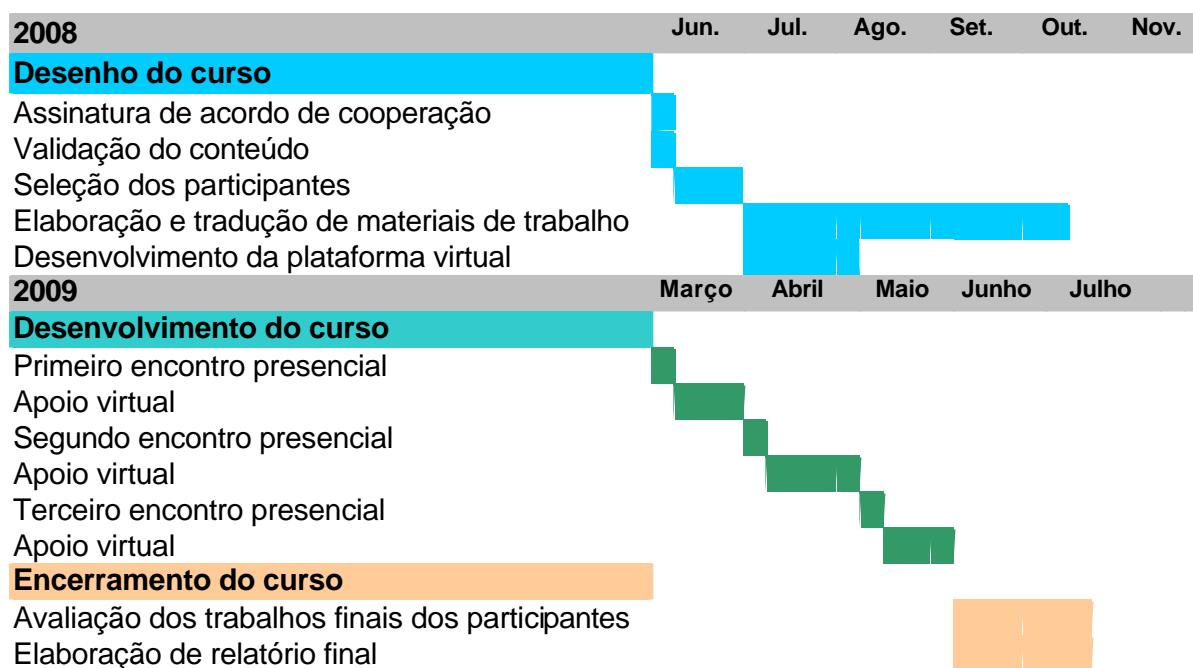 2008 Jun. Jul. Ago. Set. Out. Nov.
Desenho do curso
Assinatura de acordo de cooperação
Validação do conteúdo
Seleção dos participantes
Elaboração e tradução de materiais de trabalho
Desenvolvimento da plataforma virtual
2009 Março Abril Maio Junho Julho
Desenvolvimento do curso
Primeiro encontro presencial
Apoio virtual
Segundo encontro presencial
Apoio virtual
Terceiro encontro presencial
Apoio virtual
Encerramento do curso
Avaliação dos trabalhos finais dos participantes
Elaboração de relatório final